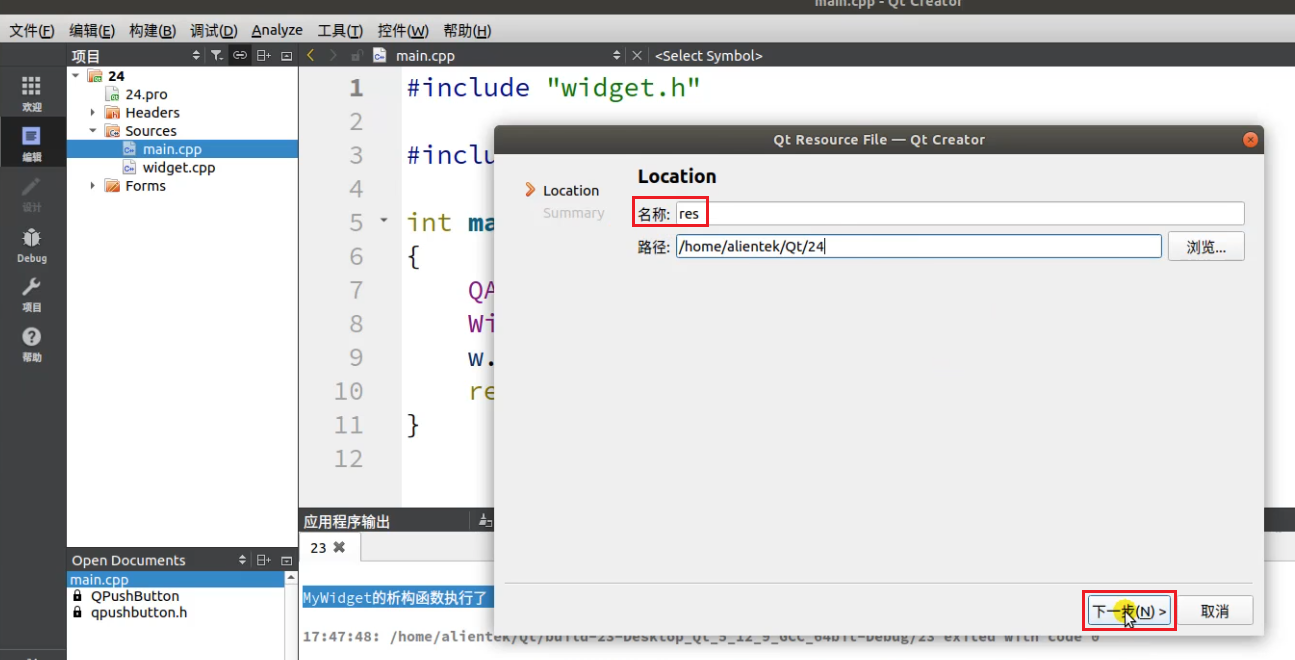 main.cpp - Qt Creator
文件(F) 编辑(E) 构建(B) 调试(D) Analyze 工具(T) 控件(W) 帮助(H)
项目
main.cpp
<Select Symbol>
欢迎
编辑
设计
Debug
项目
帮助
24
24.pro
Headers
Sources
main.cpp
widget.cpp
Forms
1 #include "widget.h"
2
3 #inclu
4
5 int ma
6 {
7 QA
8 Wi
9 w.
10 re
11 }
12
Qt Resource File — Qt Creator
Location
Summary
Location
名称: res
路径: /home/alientek/Qt/24
浏览...
下一步(N) >
取消
Open Documents
main.cpp
QPushButton
qpushbutton.h
应用程序输出
23
MyWidget的析构函数执行了
17:47:48: /home/alientek/Qt/build-23-Desktop_Qt_5_12_9_GCC_64bit-Debug/23 exited with code 0